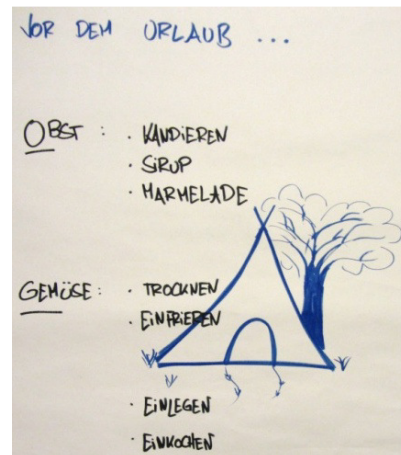 VOR DEM URLAUB ...
OBST : · KANDIEREN
· SIRUP
· MARMELADE
GEMÜSE : · TROCKNEN
· EINFRIEREN
· EINLEGEN
· EINKOCHEN